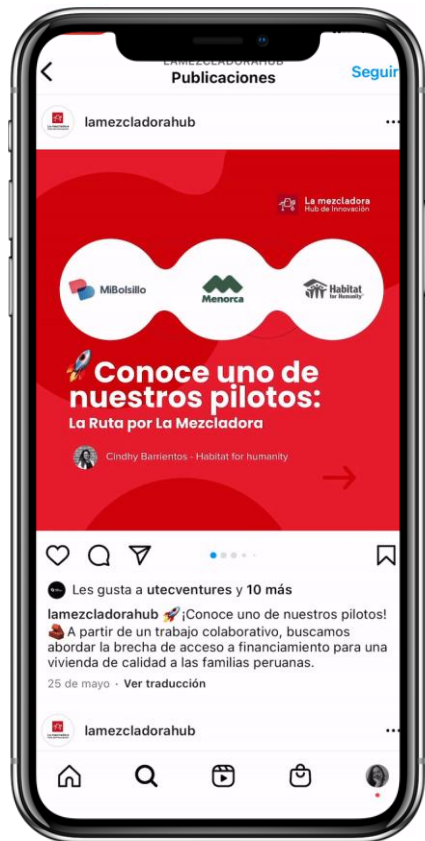 LAMEZCLADORAHUB
Publicaciones
Seguir
lamezcladorahub
La mezcladora
Hub de Innovación
MiBolsillo
Menorca
Habitat
for Humanity
Conoce uno de
nuestros pilotos:
La Ruta por La Mezcladora
Cindhy Barrientos - Habitat for humanity
Les gusta a utecventures y 10 más
lamezcladorahub 🚀¡Conoce uno de nuestros pilotos!
🧱A partir de un trabajo colaborativo, buscamos
abordar la brecha de acceso a financiamiento para una
vivienda de calidad a las familias peruanas.
25 de mayo · Ver traducción
lamezcladorahub